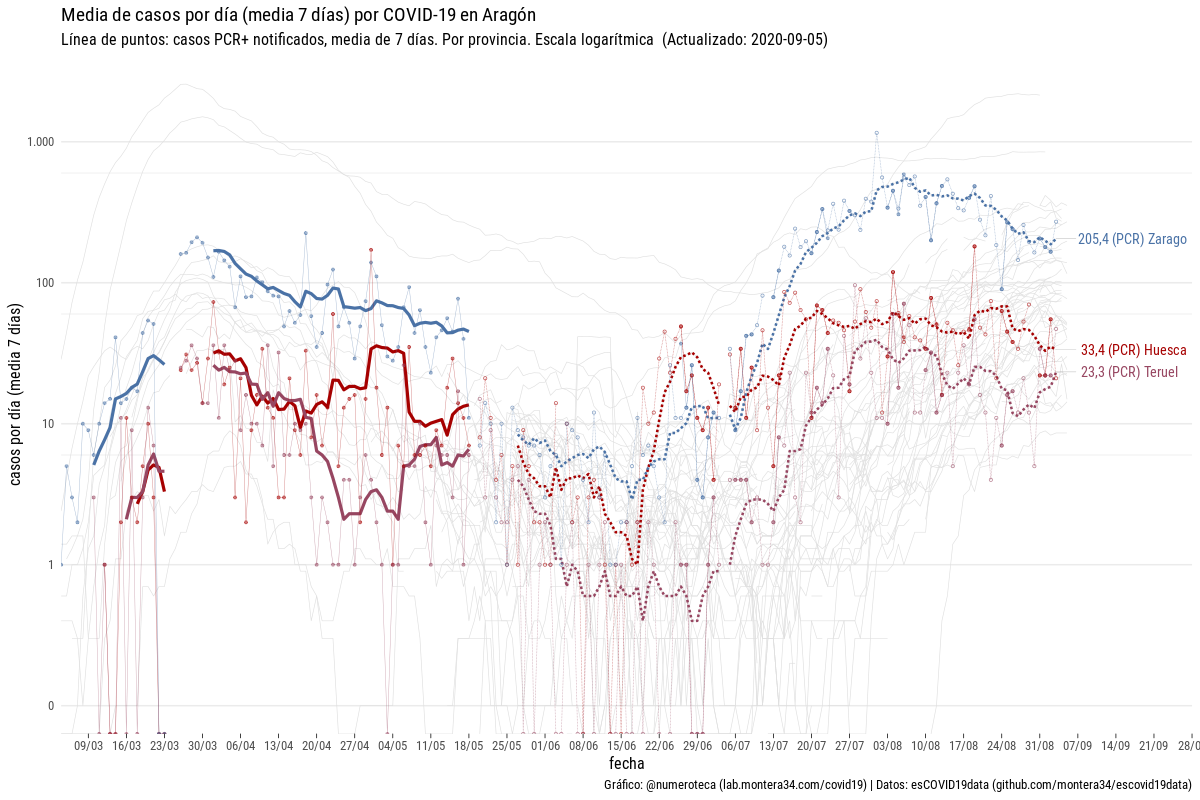 Media de casos por día (media 7 días) por COVID-19 en Aragón
Línea de puntos: casos PCR+ notificados, media de 7 días. Por provincia. Escala logarítmica (Actualizado: 2020-09-05)
casos por día (media 7 días)
1.000
100
10
1
0
205,4 (PCR) Zarago
33,4 (PCR) Huesca
23,3 (PCR) Teruel
09/03 16/03 23/03 30/03 06/04 13/04 20/04 27/04 04/05 11/05 18/05 25/05 01/06 08/06 15/06 22/06 29/06 06/07 13/07 20/07 27/07 03/08 10/08 17/08 24/08 31/08 07/09 14/09 21/09 28/0
fecha
Gráfico: @numeroteca (lab.montera34.com/covid19) | Datos: esCOVID19data (github.com/montera34/escovid19data)